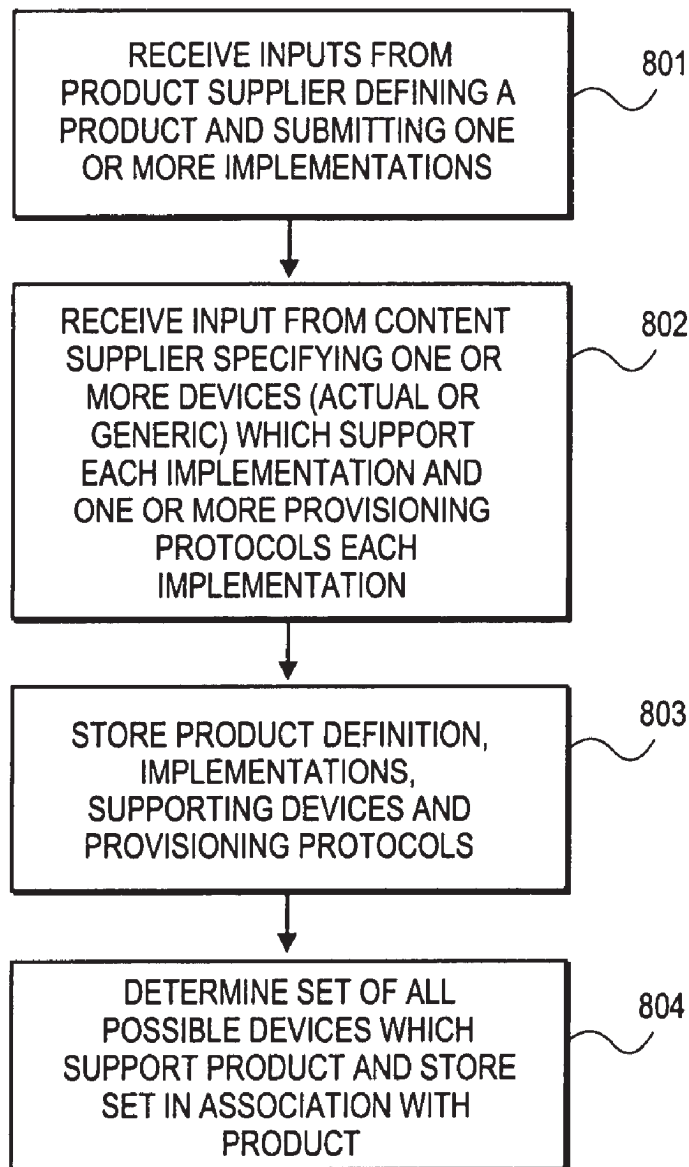 RECEIVE INPUTS FROM
PRODUCT SUPPLIER DEFINING A
PRODUCT AND SUBMITTING ONE
OR MORE IMPLEMENTATIONS
801
RECEIVE INPUT FROM CONTENT
SUPPLIER SPECIFYING ONE OR
MORE DEVICES (ACTUAL OR
GENERIC) WHICH SUPPORT
EACH IMPLEMENTATION AND
ONE OR MORE PROVISIONING
PROTOCOLS EACH
IMPLEMENTATION
802
STORE PRODUCT DEFINITION,
IMPLEMENTATIONS,
SUPPORTING DEVICES AND
PROVISIONING PROTOCOLS
803
DETERMINE SET OF ALL
POSSIBLE DEVICES WHICH
SUPPORT PRODUCT AND STORE
SET IN ASSOCIATION WITH
PRODUCT
804